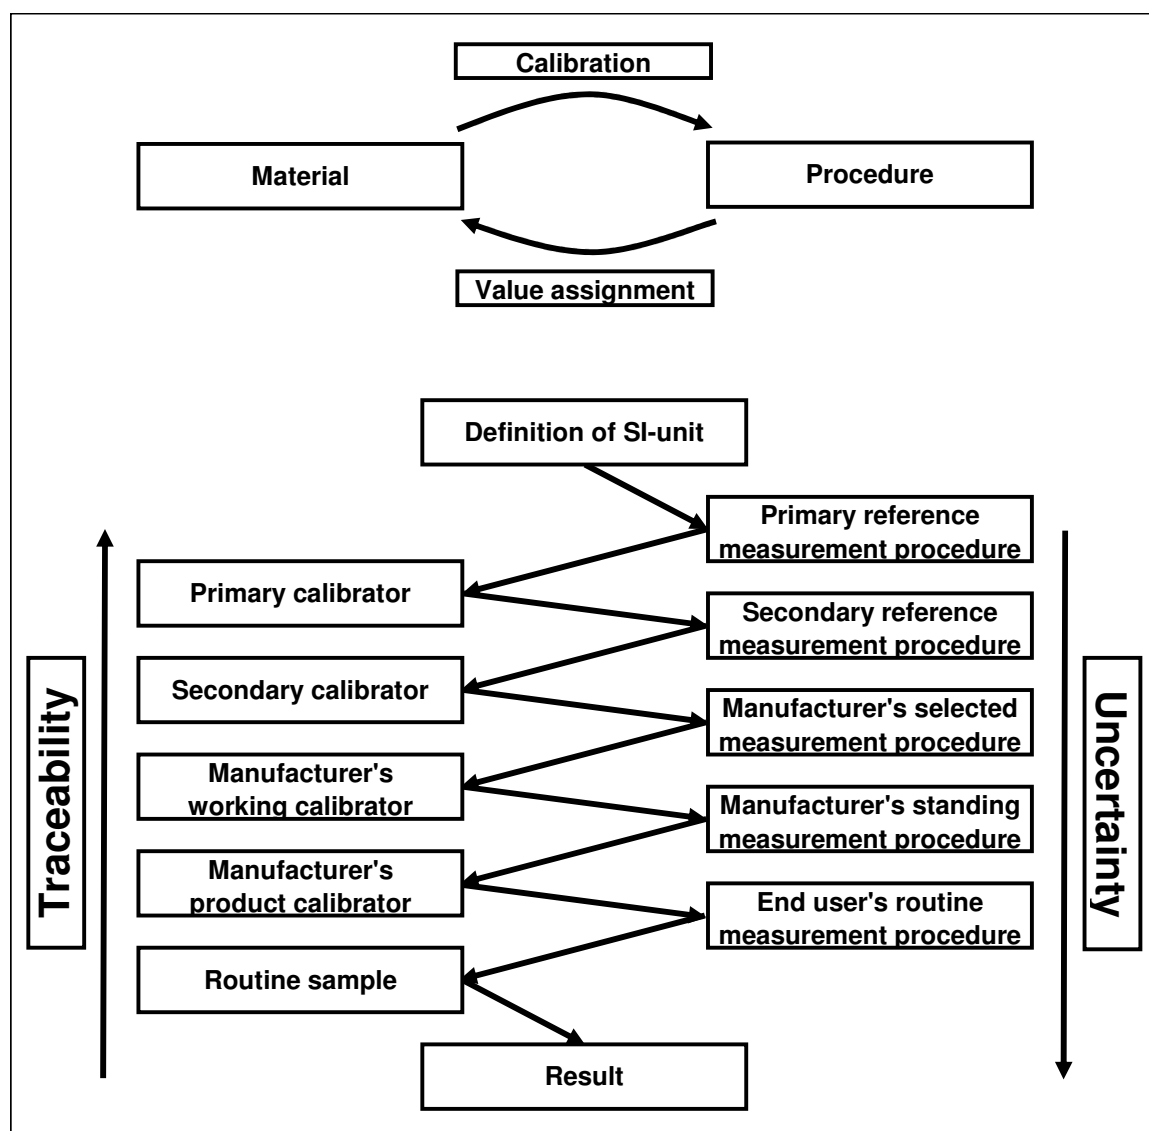 Calibration
Material
Procedure
Value assignment
Definition of SI-unit
Primary reference
measurement procedure
Primary calibrator
Secondary reference
measurement procedure
Secondary calibrator
Manufacturer's selected
measurement procedure
Manufacturer's
working calibrator
Manufacturer's standing
measurement procedure
Manufacturer's
product calibrator
End user's routine
measurement procedure
Routine sample
Result
Traceability
Uncertainty